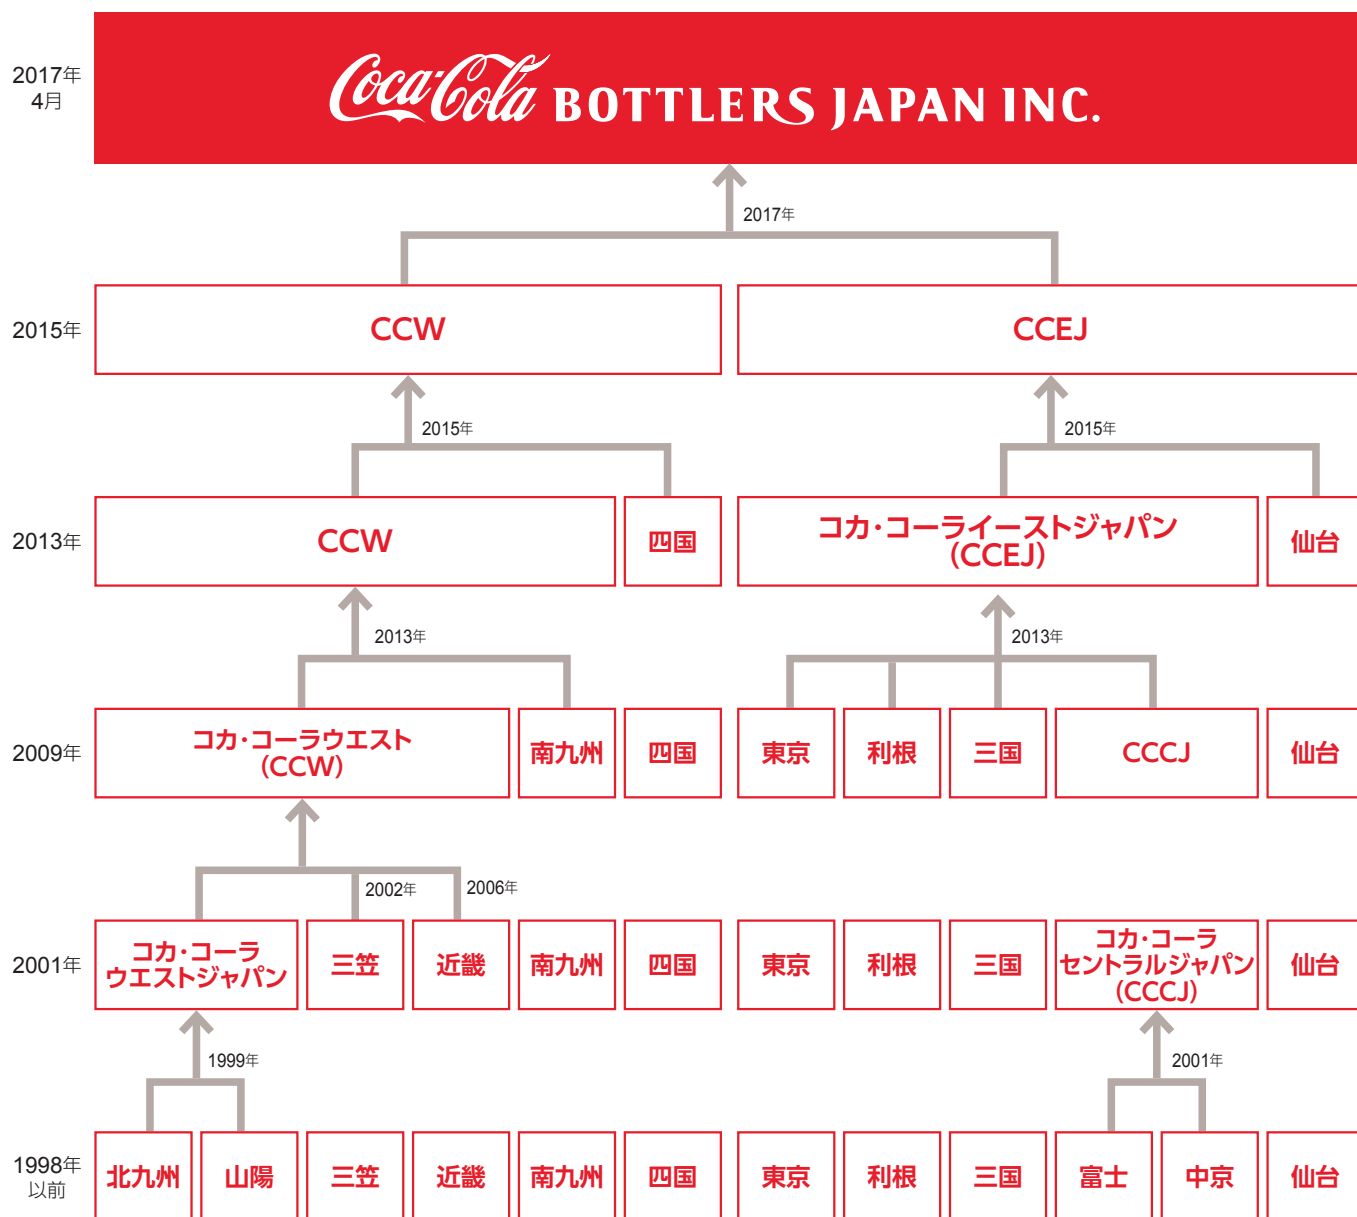 2017年
4月
Coca-Cola BOTTLERS JAPAN INC.
2017年
2015年
CCW
CCEJ
2015年
2015年
2013年
CCW
四国
コカ・コーライーストジャパン
(CCEJ)
仙台
2013年
2013年
2009年
コカ・コーラウエスト
(CCW)
南九州
四国
東京
利根
三国
CCCJ
仙台
2002年
2006年
2001年
コカ・コーラ
ウエストジャパン
三笠
近畿
南九州
四国
東京
利根
三国
コカ・コーラ
セントラルジャパン
(CCCJ)
仙台
1999年
2001年
1998年
以前
北九州
山陽
三笠
近畿
南九州
四国
東京
利根
三国
富士
中京
仙台